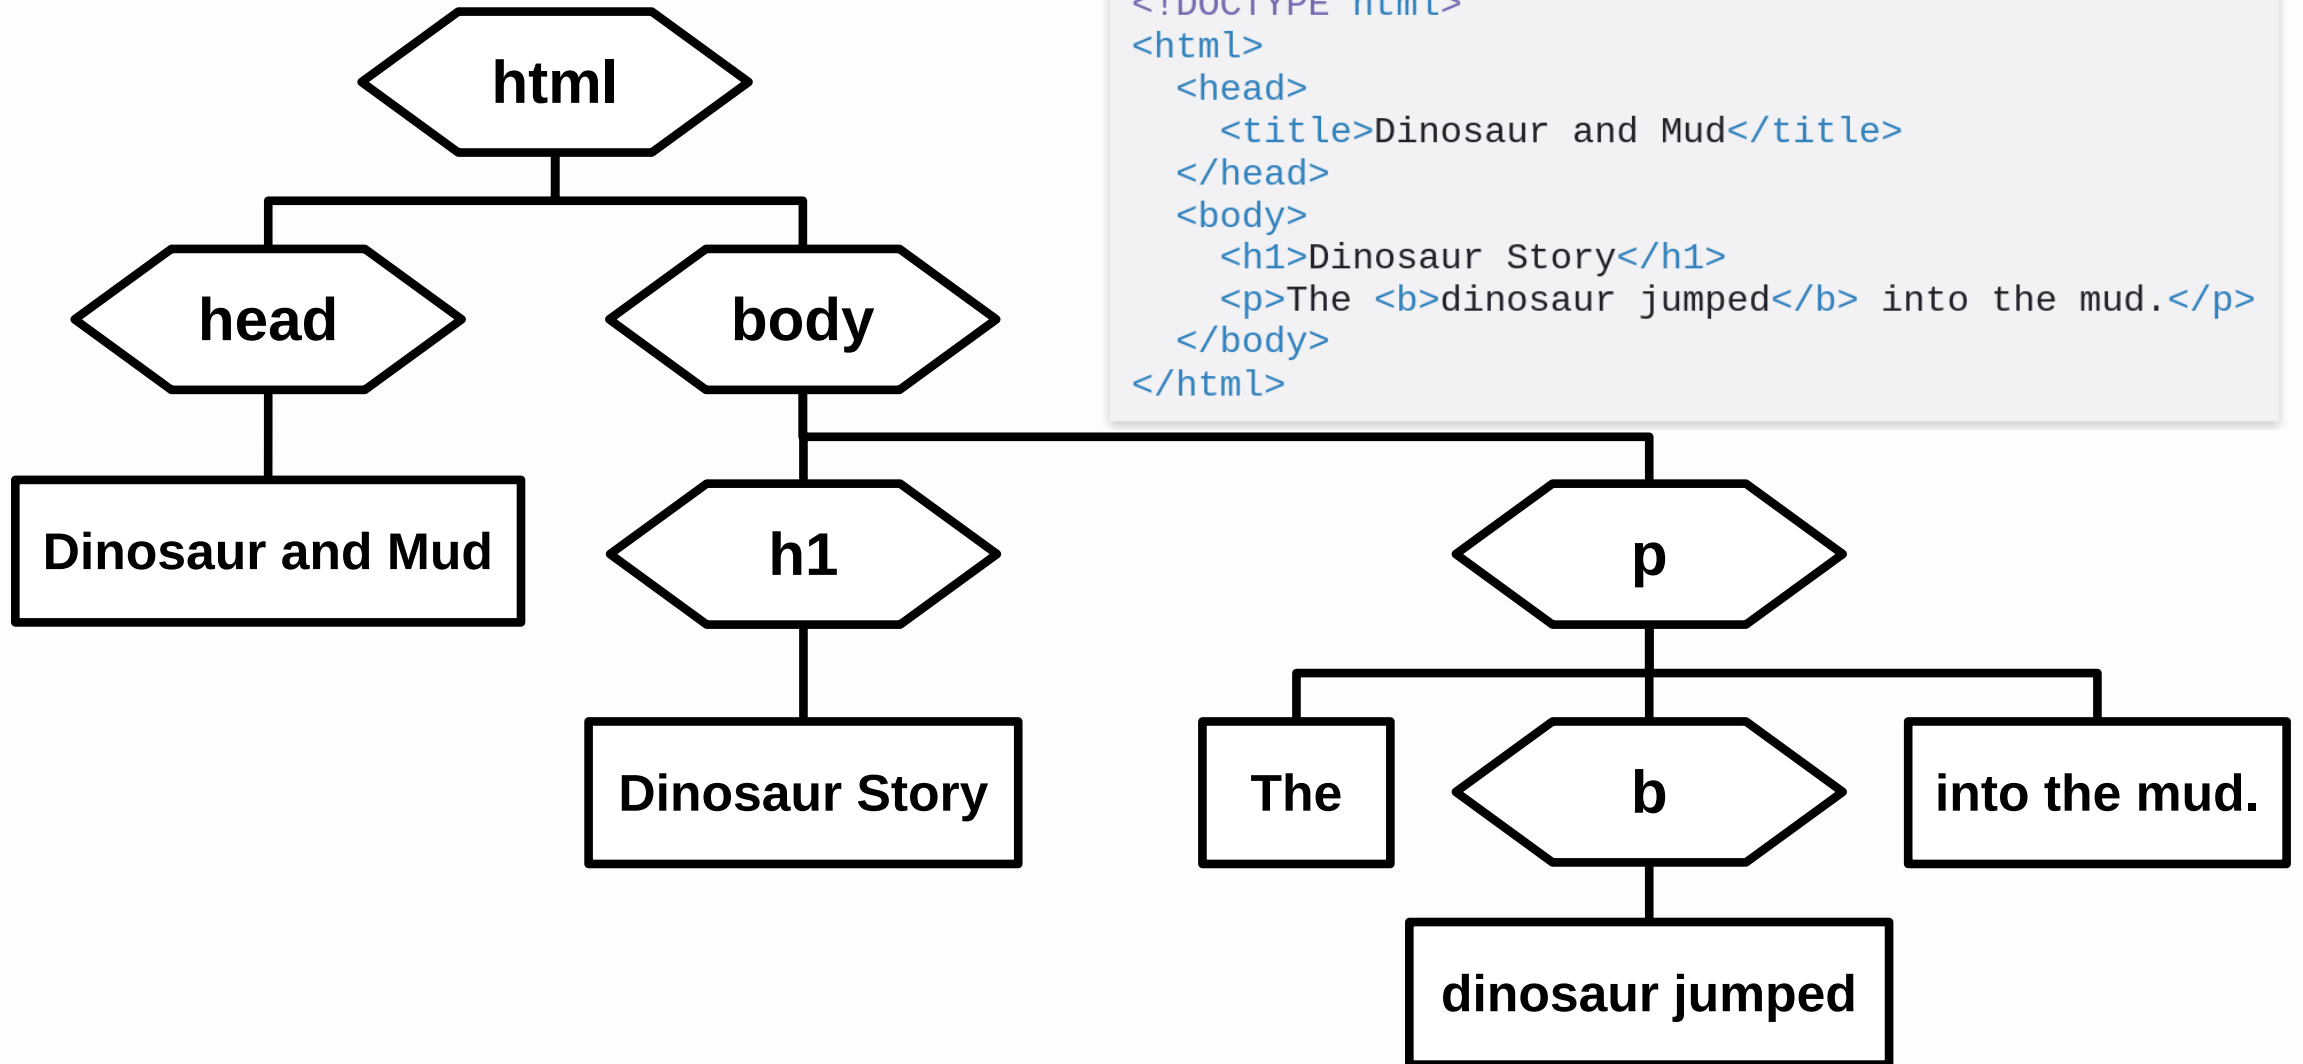 <!DOCTYPE html>
<html>
  <head>
    <title>Dinosaur and Mud</title>
  </head>
  <body>
    <h1>Dinosaur Story</h1>
    <p>The <b>dinosaur jumped</b> into the mud.</p>
  </body>
</html>
html
head
body
Dinosaur and Mud
h1
p
Dinosaur Story
The
b
into the mud.
dinosaur jumped